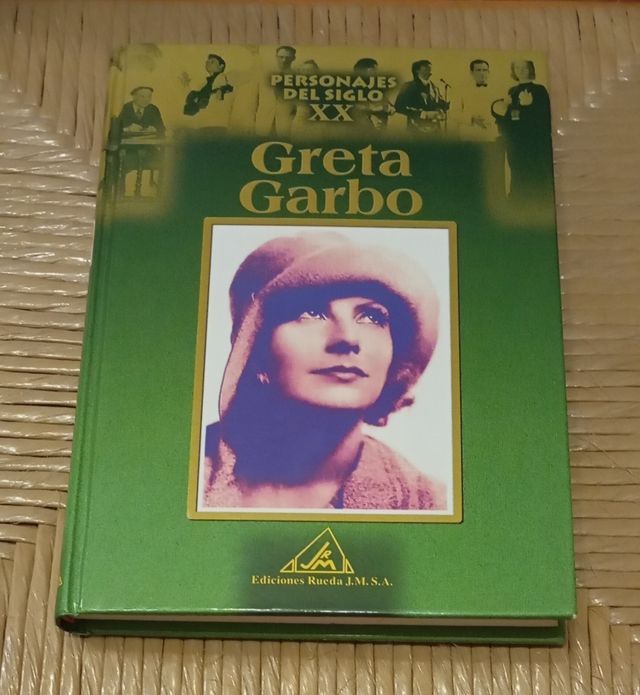 PERSONAJES
DEL SIGLO
XX
Greta
Garbo
JRM
Ediciones Rueda J.M. S.A.